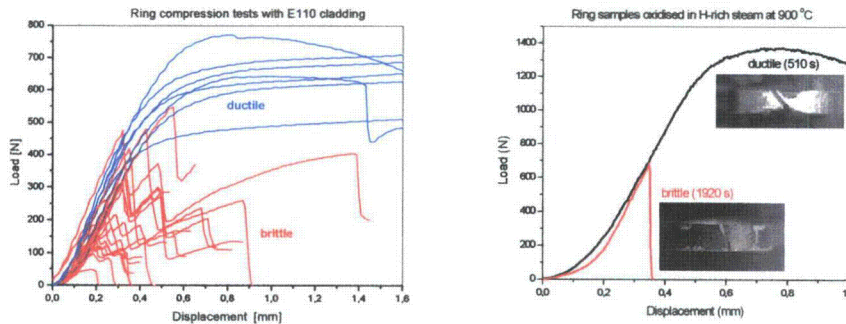 Ring compression tests with E110 cladding
800
700
600
500
400
300
200
100
0
Load [N]
ductile
brittle
0,0 0,2 0,4 0,6 0,8 1,0 1,2 1,4 1,6
Displacement [mm]
Ring samples oxidised in H-rich steam at 900 °C
1400
1200
1000
800
600
400
200
0
Load (N)
ductile (510 s)
brittle (1920 s)
0,0 0,2 0,4 0,6 0,8
Displacement (mm)